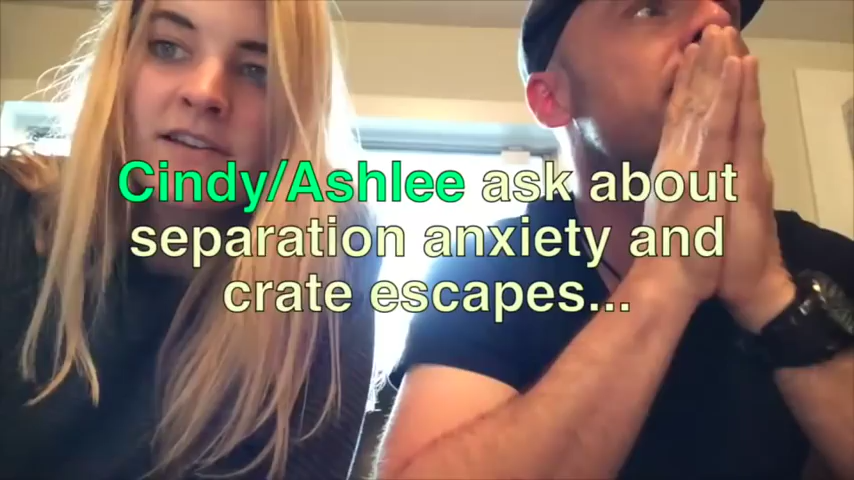 Cindy/Ashlee ask about
separation anxiety and
crate escapes...